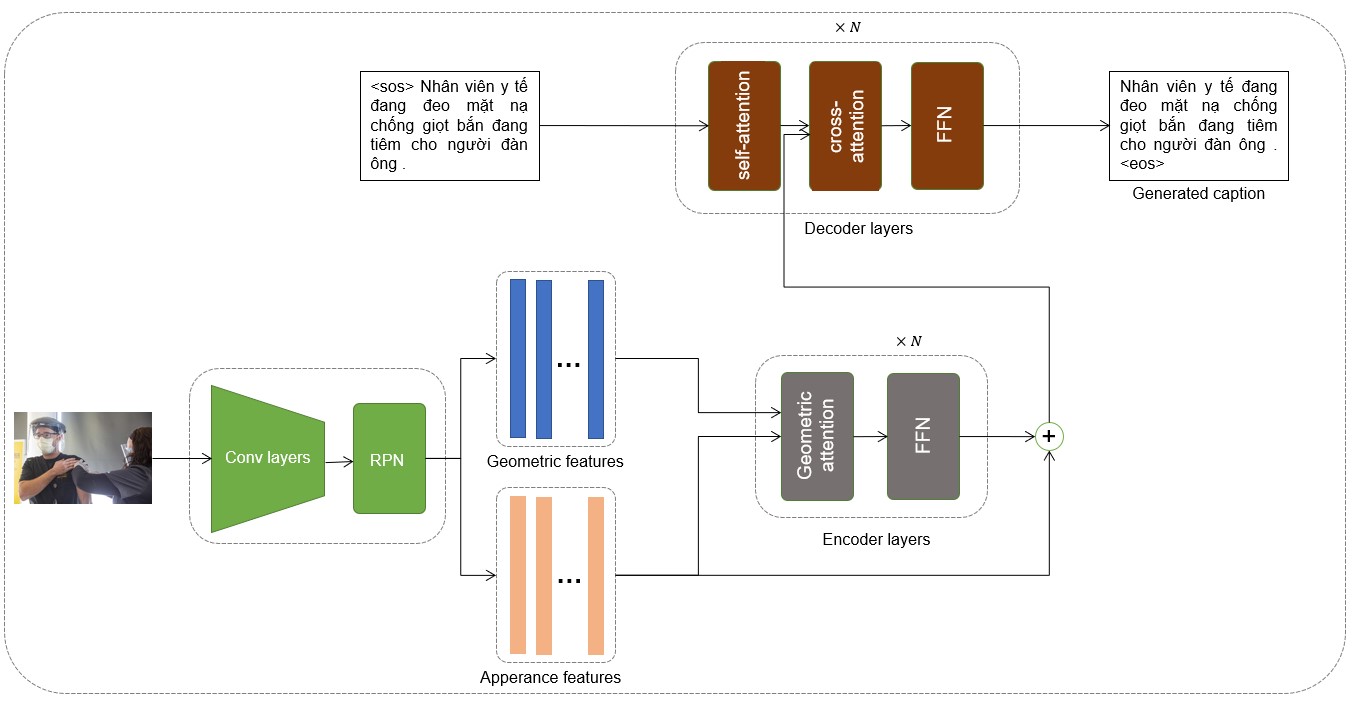 × N
<sos> Nhân viên y tế
đang đeo mặt nạ
chống giọt bắn đang
tiêm cho người đàn
ông .
self-attention
cross-
attention
FFN
Nhân viên y tế đang
đeo mặt nạ chống
giọt bắn đang tiêm
cho người đàn ông .
<eos>
Generated caption
Decoder layers
...
Geometric features
× N
Geometric
attention
FFN
Encoder layers
+
Conv layers
RPN
...
Apperance features